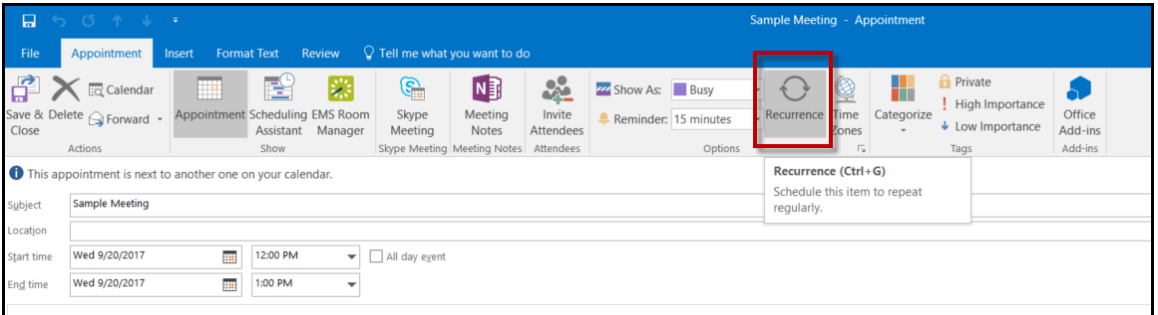 Sample Meeting - Appointment
File Appointment Insert Format Text Review Tell me what you want to do
Save & Close
Delete
Calendar
Forward
Actions
Appointment
Scheduling Assistant
EMS Room Manager
Show
Skype Meeting
Skype Meeting
Meeting Notes
Meeting Notes
Invite Attendees
Attendees
Show As: Busy
Reminder: 15 minutes
Recurrence
Time Zones
Options
Categorize
Private
High Importance
Low Importance
Tags
Office Add-ins
Add-ins
Recurrence (Ctrl+G)
Schedule this item to repeat
regularly.
This appointment is next to another one on your calendar.
Subject Sample Meeting
Location
Start time Wed 9/20/2017 12:00 PM All day event
End time Wed 9/20/2017 1:00 PM